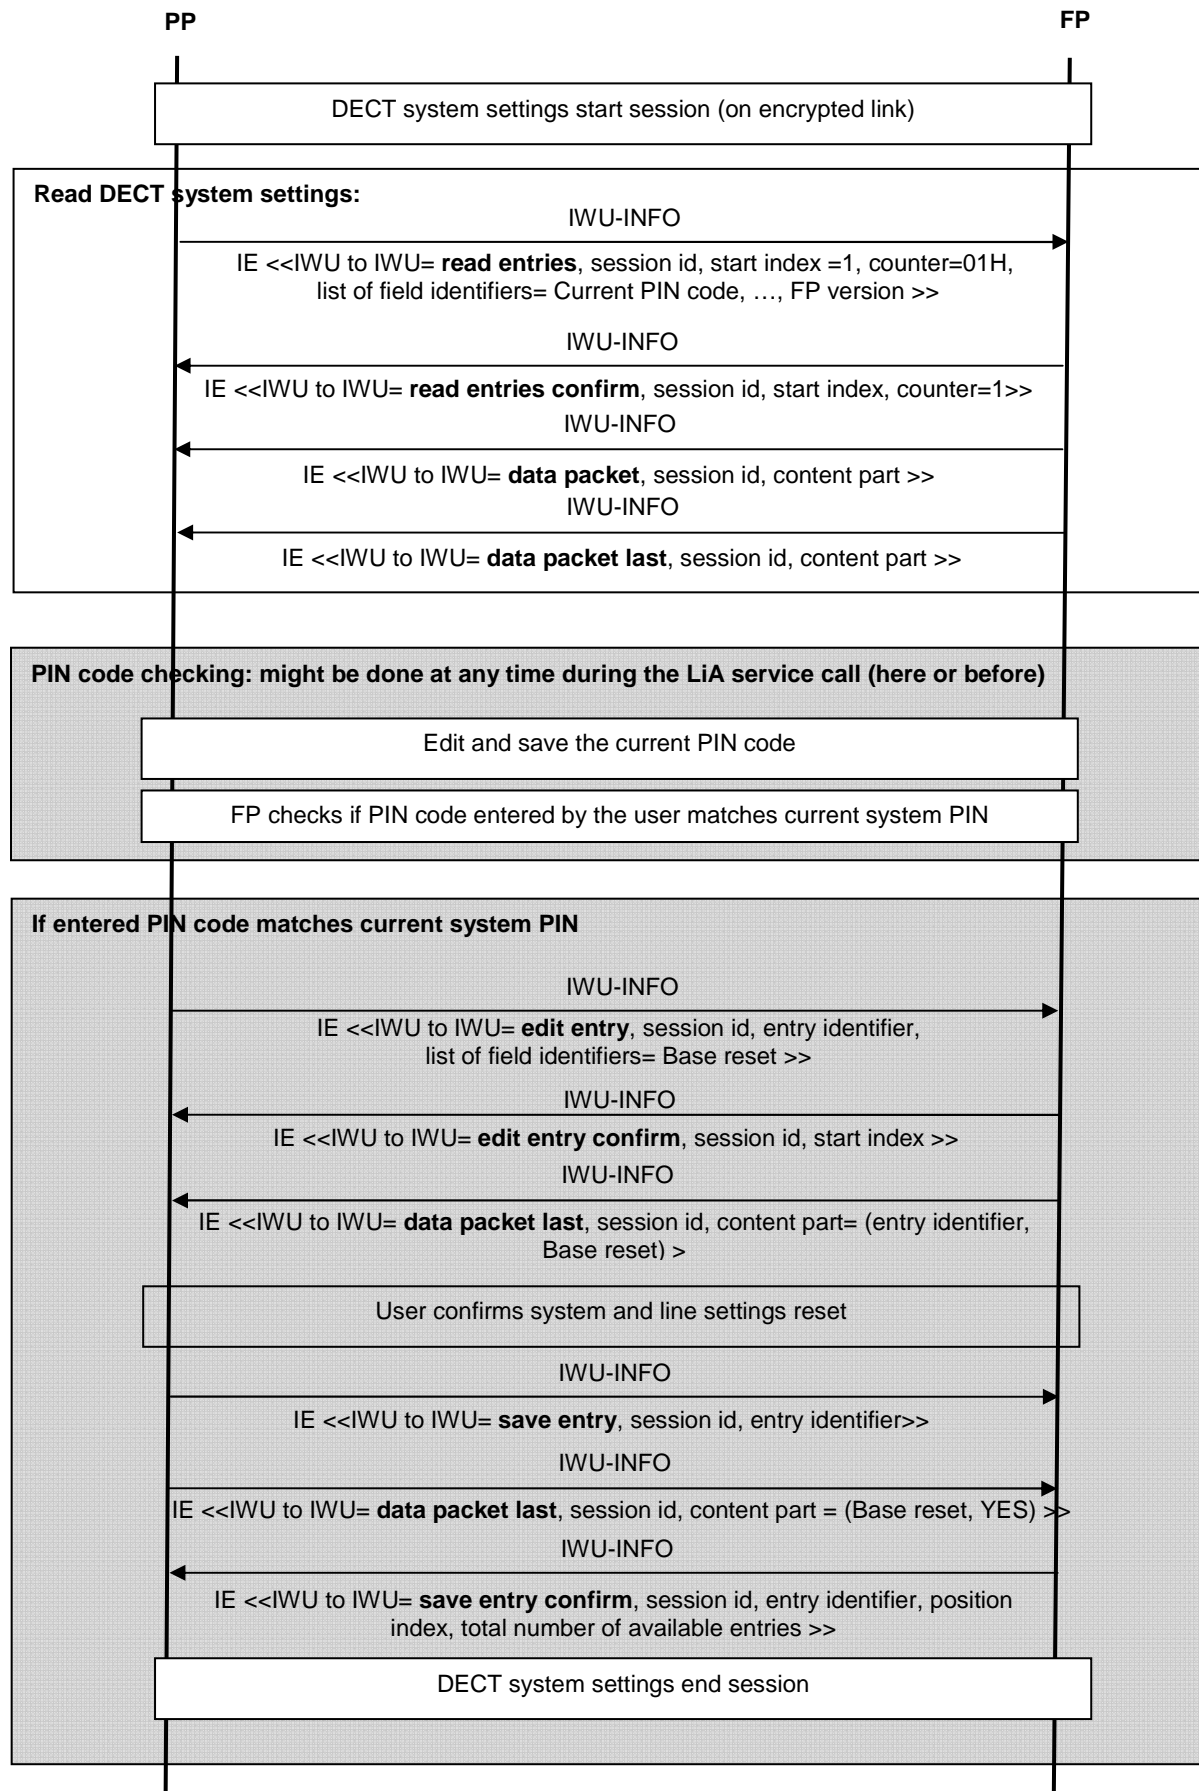 PP
FP
DECT system settings start session (on encrypted link)
Read DECT system settings:
IWU-INFO
IE <<IWU to IWU= read entries, session id, start index =1, counter=01H,
list of field identifiers= Current PIN code, …, FP version >>
IWU-INFO
IE <<IWU to IWU= read entries confirm, session id, start index, counter=1>>
IWU-INFO
IE <<IWU to IWU= data packet, session id, content part >>
IWU-INFO
IE <<IWU to IWU= data packet last, session id, content part >>
PIN code checking: might be done at any time during the LiA service call (here or before)
Edit and save the current PIN code
FP checks if PIN code entered by the user matches current system PIN
If entered PIN code matches current system PIN
IWU-INFO
IE <<IWU to IWU= edit entry, session id, entry identifier,
list of field identifiers= Base reset >>
IWU-INFO
IE <<IWU to IWU= edit entry confirm, session id, start index >>
IWU-INFO
IE <<IWU to IWU= data packet last, session id, content part= (entry identifier,
Base reset) >
User confirms system and line settings reset
IWU-INFO
IE <<IWU to IWU= save entry, session id, entry identifier>>
IWU-INFO
IE <<IWU to IWU= data packet last, session id, content part = (Base reset, YES) >>
IWU-INFO
IE <<IWU to IWU= save entry confirm, session id, entry identifier, position
index, total number of available entries >>
DECT system settings end session